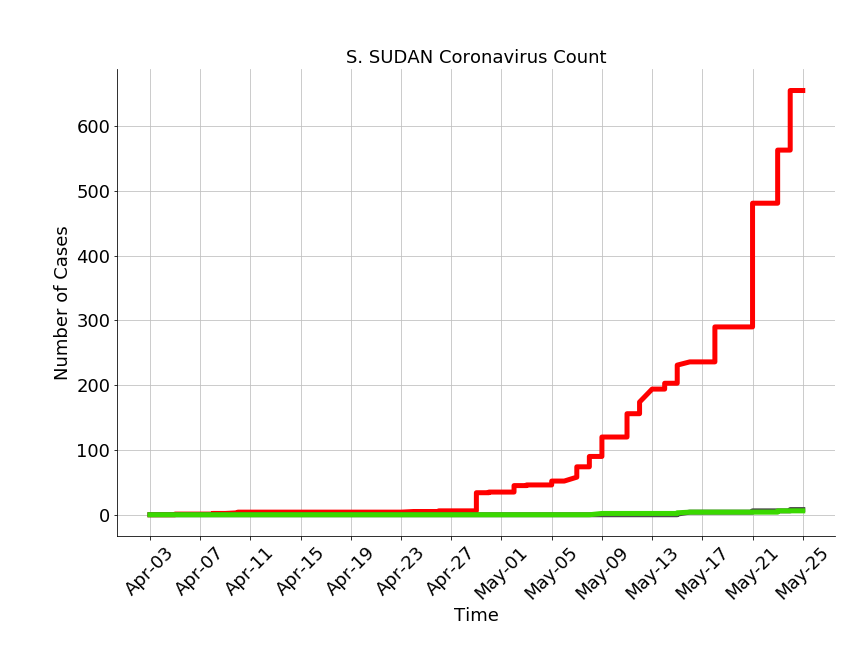 S. SUDAN Coronavirus Count
Number of Cases
600
500
400
300
200
100
0
Apr-03
Apr-07
Apr-11
Apr-15
Apr-19
Apr-23
Apr-27
May-01
May-05
May-09
May-13
May-17
May-21
May-25
Time